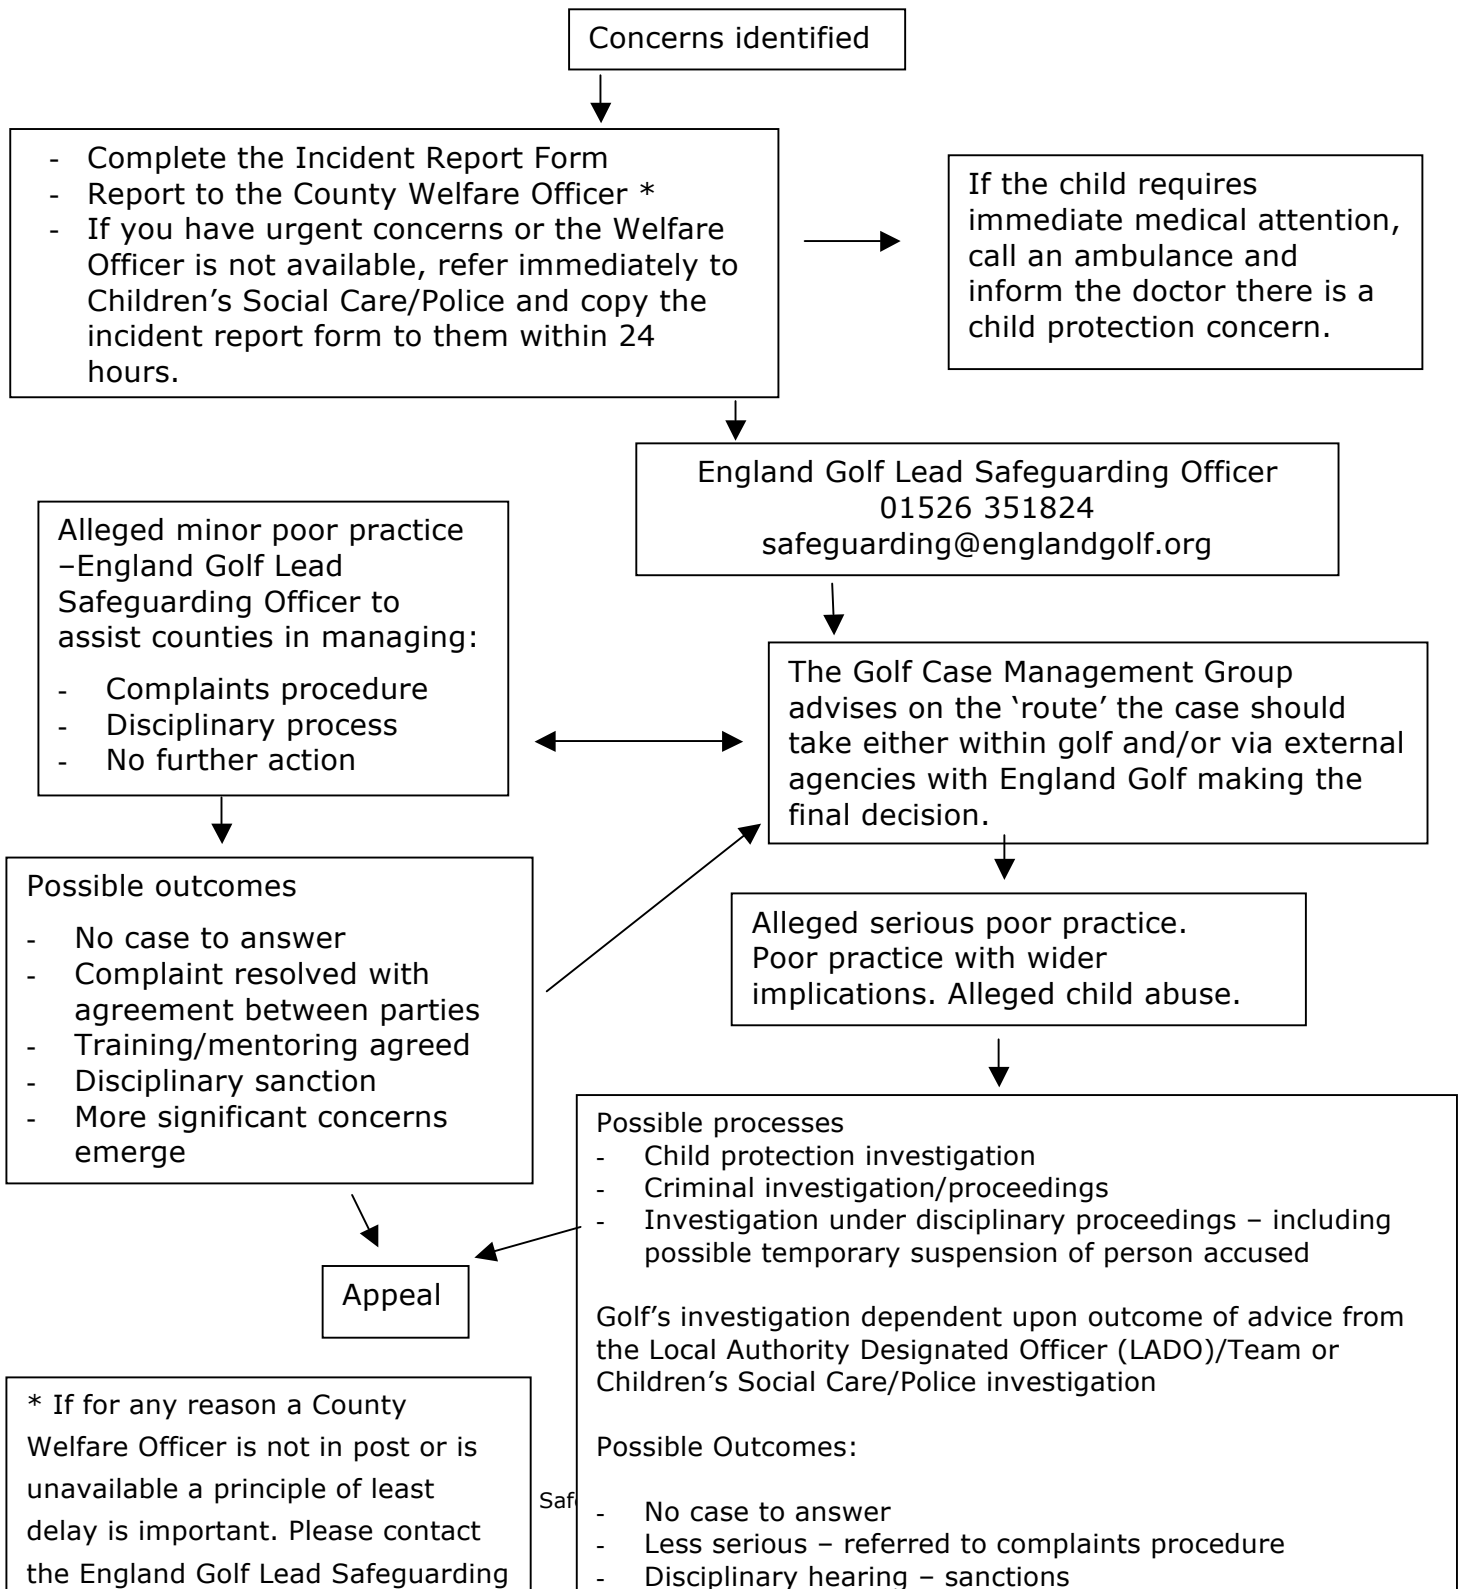 Concerns identified
- Complete the Incident Report Form
- Report to the County Welfare Officer *
- If you have urgent concerns or the Welfare
Officer is not available, refer immediately to
Children’s Social Care/Police and copy the
incident report form to them within 24
hours.
If the child requires
immediate medical attention,
call an ambulance and
inform the doctor there is a
child protection concern.
England Golf Lead Safeguarding Officer
01526 351824
safeguarding@englandgolf.org
Alleged minor poor practice
–England Golf Lead
Safeguarding Officer to
assist counties in managing:
- Complaints procedure
- Disciplinary process
- No further action
The Golf Case Management Group
advises on the ‘route’ the case should
take either within golf and/or via external
agencies with England Golf making the
final decision.
Possible outcomes
- No case to answer
- Complaint resolved with
agreement between parties
- Training/mentoring agreed
- Disciplinary sanction
- More significant concerns
emerge
Alleged serious poor practice.
Poor practice with wider
implications. Alleged child abuse.
Possible processes
- Child protection investigation
- Criminal investigation/proceedings
- Investigation under disciplinary proceedings – including
possible temporary suspension of person accused
Golf’s investigation dependent upon outcome of advice from
the Local Authority Designated Officer (LADO)/Team or
Children’s Social Care/Police investigation
Possible Outcomes:
- No case to answer
- Less serious – referred to complaints procedure
- Disciplinary hearing – sanctions
Appeal
* If for any reason a County
Welfare Officer is not in post or is
unavailable a principle of least
delay is important. Please contact
the England Golf Lead Safeguarding